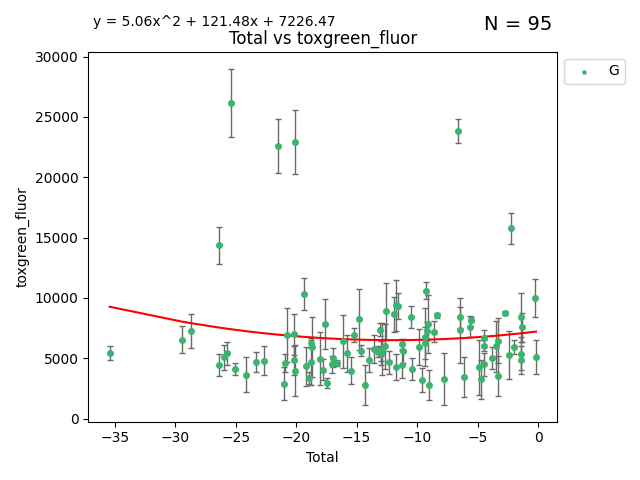 y = 5.06x^2 + 121.48x + 7226.47
N = 95
Total vs toxgreen_fluor
G
30000
25000
20000
15000
10000
5000
0
toxgreen_fluor
−35 −30 −25 −20 −15 −10 −5 0
Total